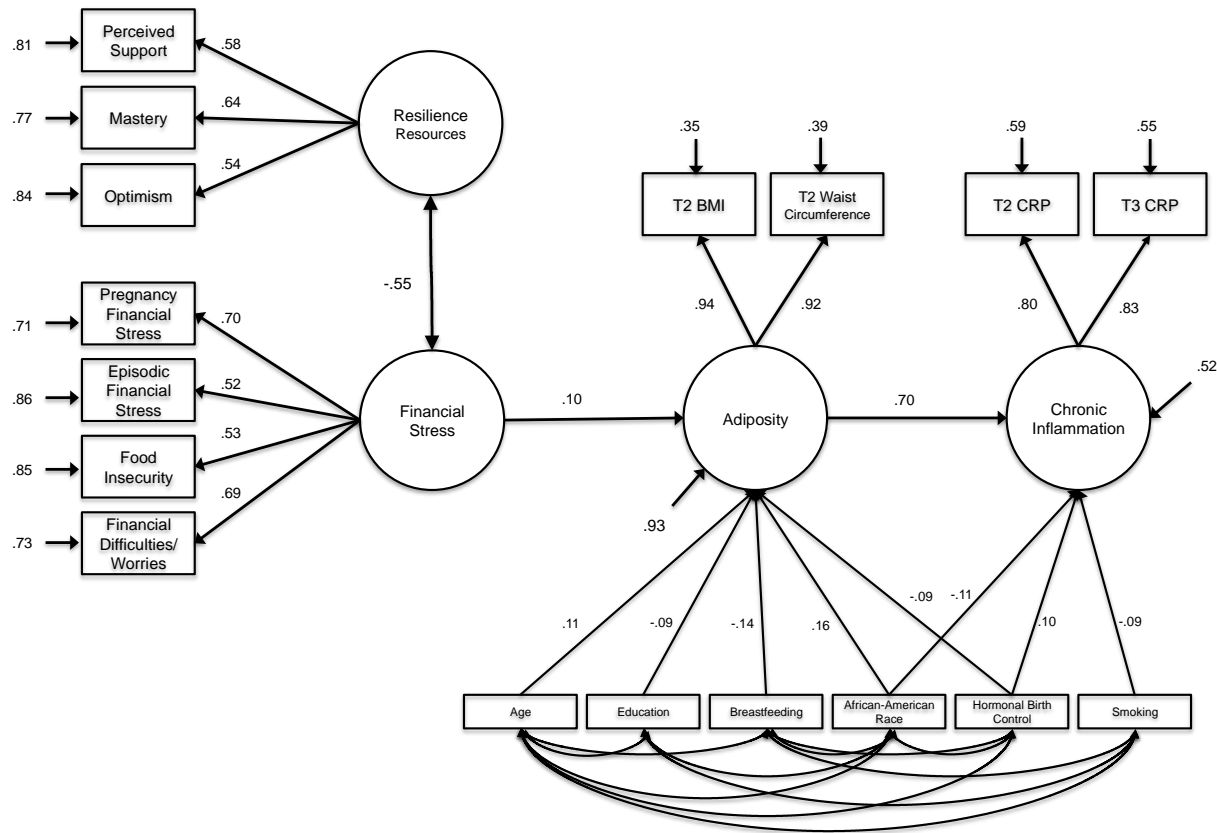 Perceived
Support
.81
.58
Mastery
.77
.64
Optimism
.84
.54
Resilience
Resources
-.55
Pregnancy
Financial
Stress
.71
.70
Episodic
Financial
Stress
.86
.52
Food
Insecurity
.85
.53
Financial
Difficulties/
Worries
.73
.69
Financial
Stress
.10
.35
.39
T2 BMI
T2 Waist
Circumference
.94
.92
Adiposity
.93
.70
.59
.55
T2 CRP
T3 CRP
.80
.83
Chronic
Inflammation
.52
.11
-.09
-.14
.16
-.09
-.11
.10
-.09
Age
Education
Breastfeeding
African-American
Race
Hormonal Birth
Control
Smoking